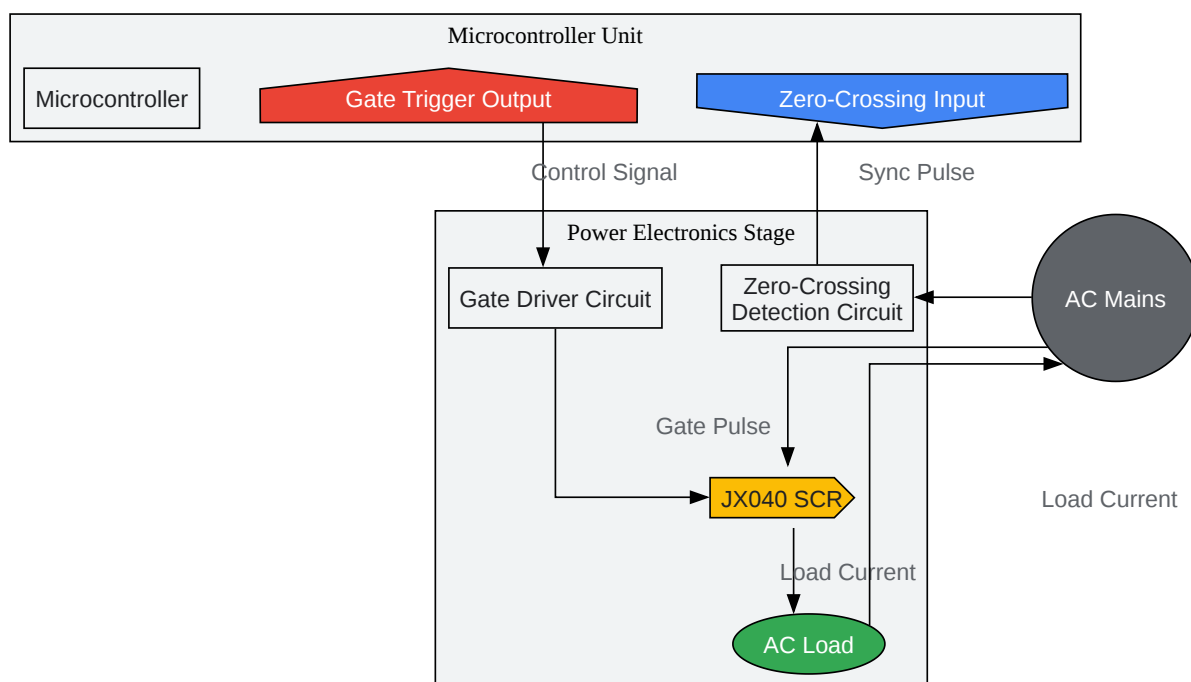 Microcontroller Unit
Microcontroller
Gate Trigger Output
Zero-Crossing Input
Control Signal
Sync Pulse
Power Electronics Stage
Gate Driver Circuit
Zero-Crossing
Detection Circuit
AC Mains
Gate Pulse
JX040 SCR
Load Current
Load Current
AC Load